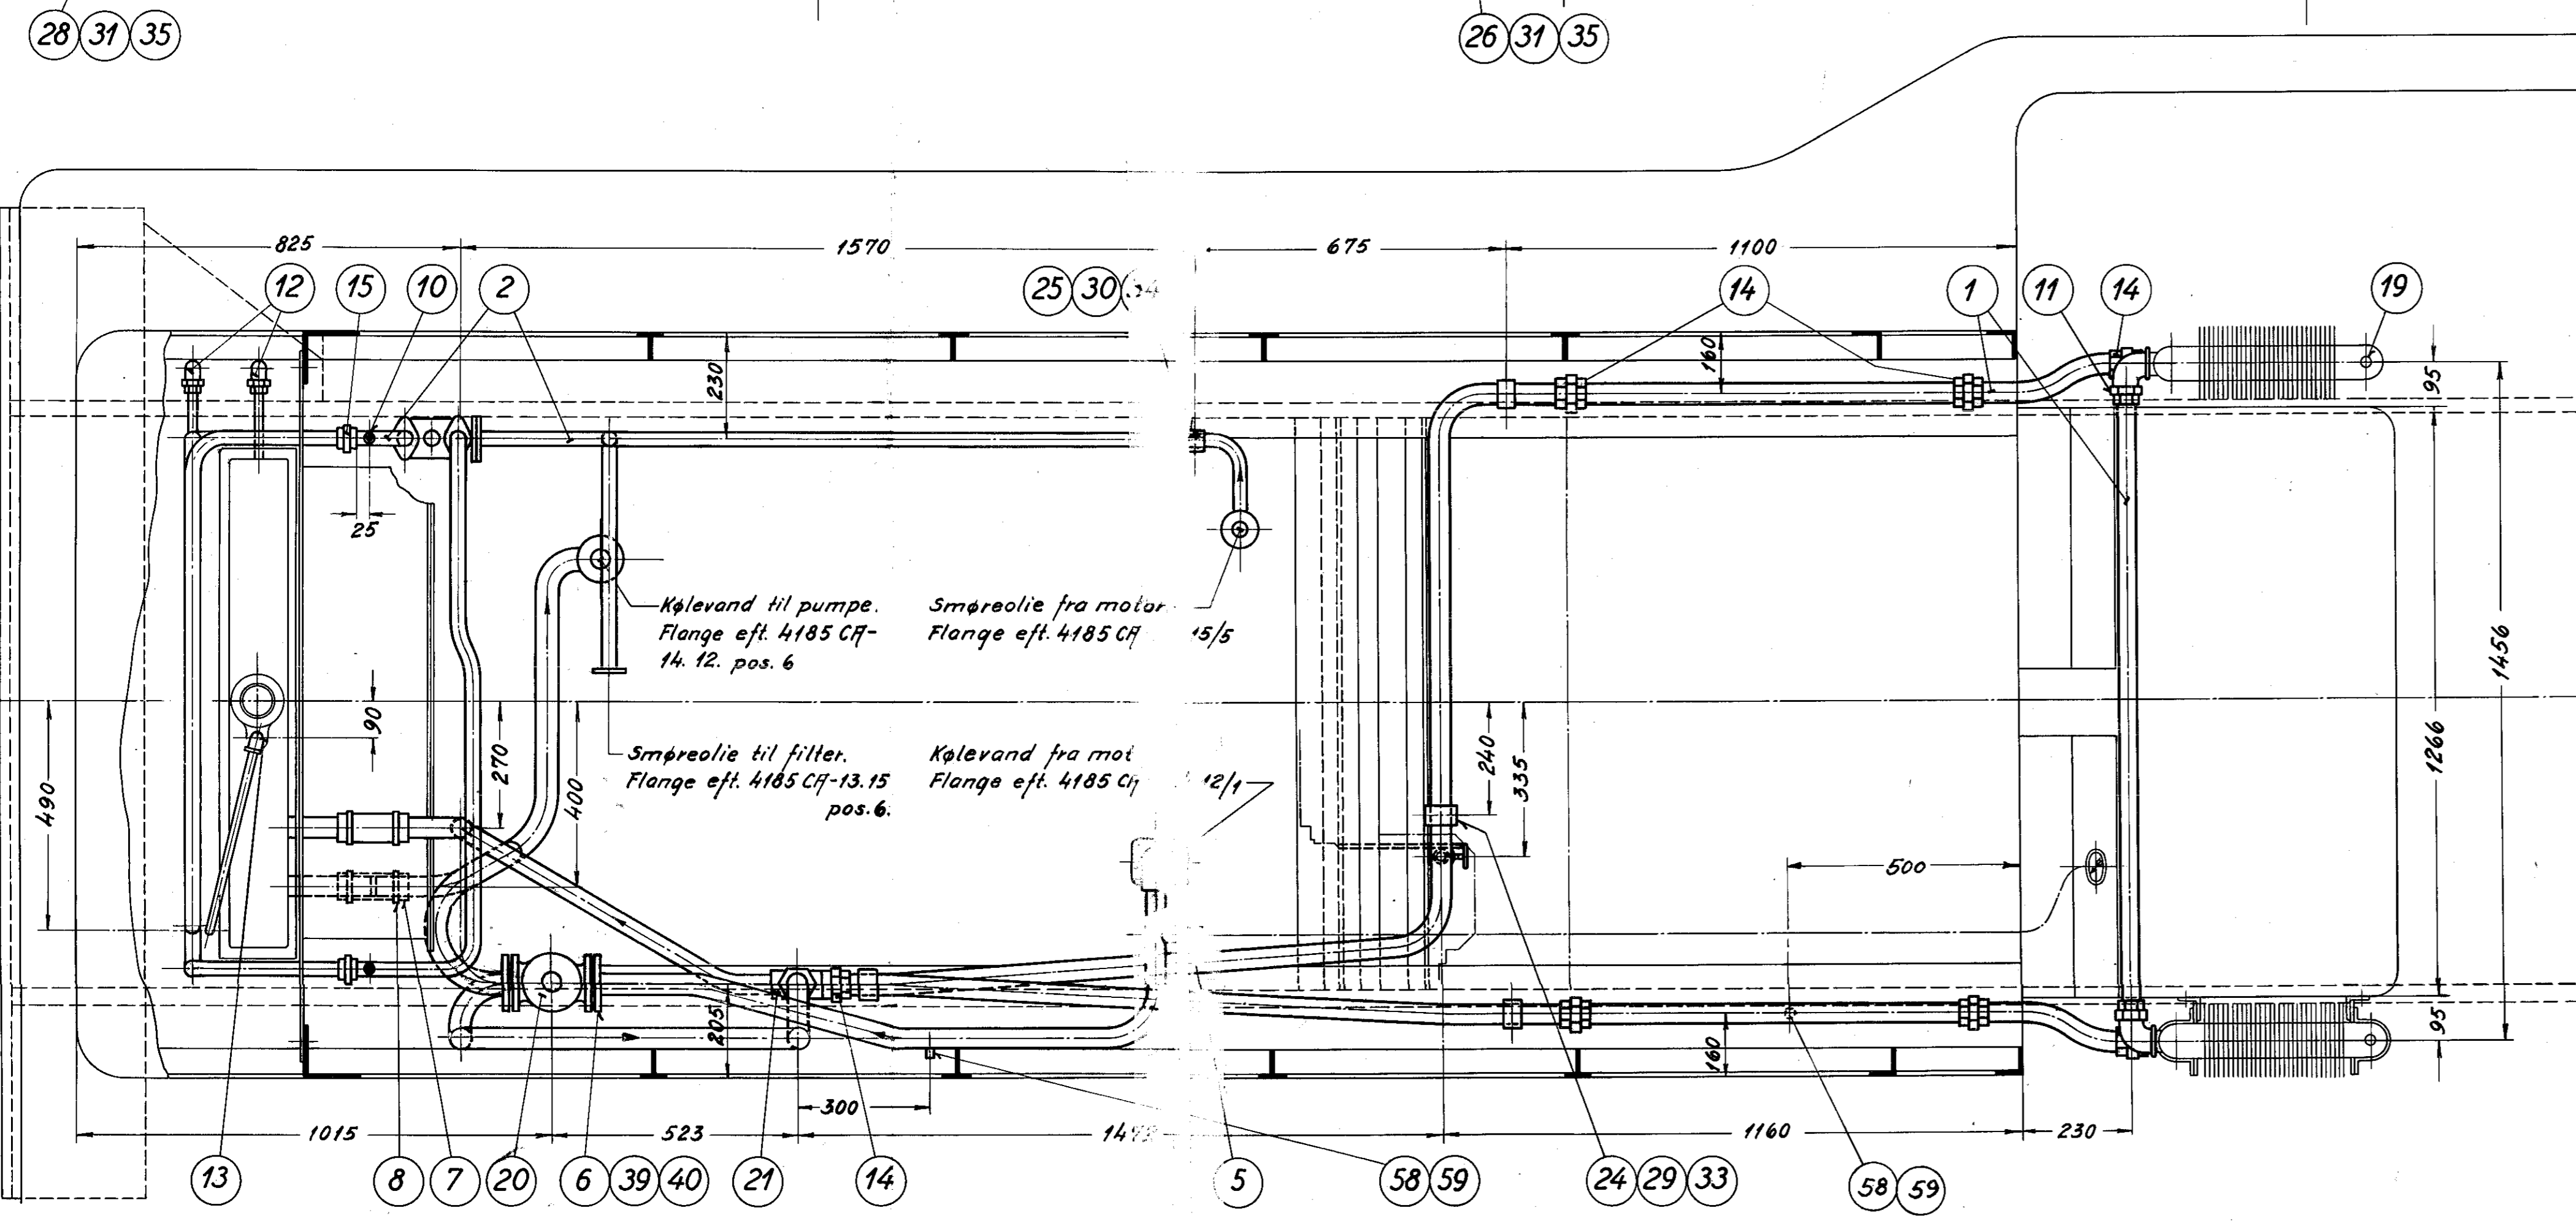 28 31 35
26 31 35
825 1570 675 1100
12 15 10 2 25 30 14 1 11 14 19
230 160 95
25
Kølevand til pumpe.
Flange eft. 4185 CA-
14. 12. pos. 6
Smøreolie fra motor
Flange eft. 4185 CA 15/5
1456
90
490 270 400
Smøreolie til filter.
Flange eft. 4185 CA-13.15
pos. 6.
Kølevand fra mot
Flange eft. 4185 CA 12/1
240 335
1266
500
205 160 95
300
1015 523 1160 230
13 8 7 20 6 39 40 21 14 5 58 59 24 29 33 58 59